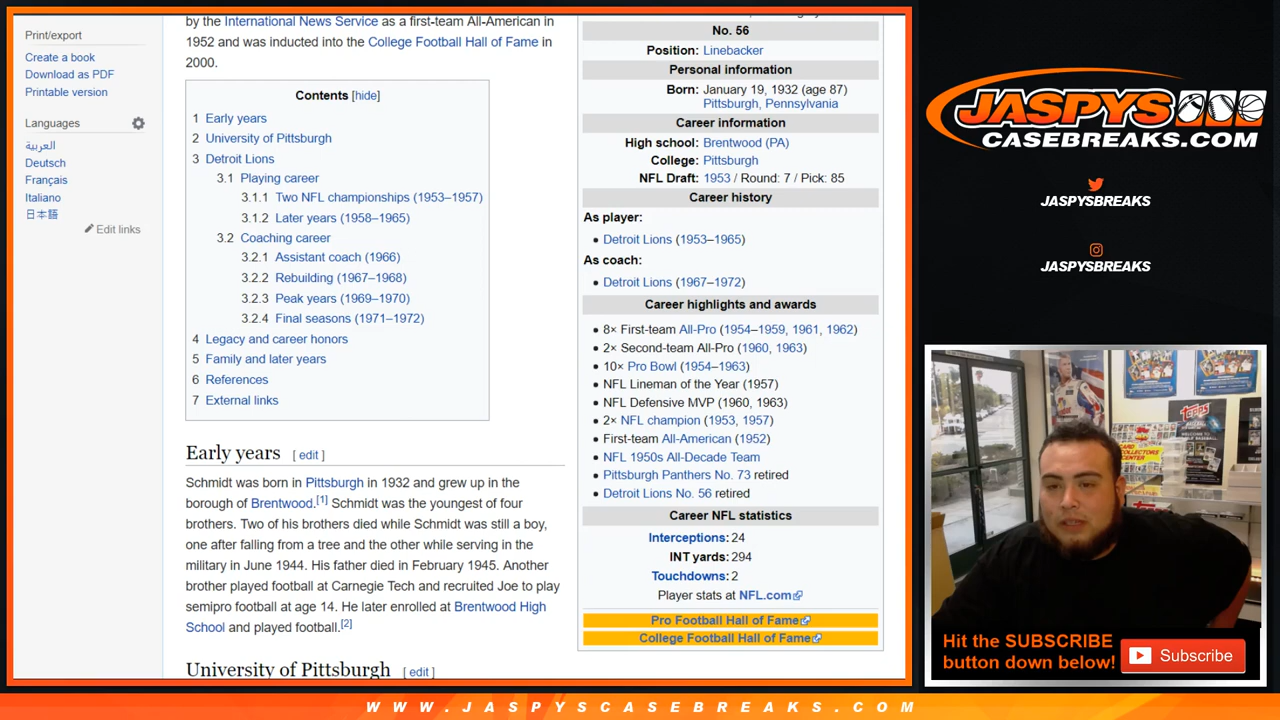 Print/export
Create a book
Download as PDF
Printable version
Languages
العربية
Deutsch
Français
Italiano
日本語
Edit links
by the International News Service as a first-team All-American in
1952 and was inducted into the College Football Hall of Fame in
2000.
Contents [hide]
1 Early years
2 University of Pittsburgh
3 Detroit Lions
3.1 Playing career
3.1.1 Two NFL championships (1953–1957)
3.1.2 Later years (1958–1965)
3.2 Coaching career
3.2.1 Assistant coach (1966)
3.2.2 Rebuilding (1967–1968)
3.2.3 Peak years (1969–1970)
3.2.4 Final seasons (1971–1972)
4 Legacy and career honors
5 Family and later years
6 References
7 External links
Early years [ edit ]
Schmidt was born in Pittsburgh in 1932 and grew up in the
borough of Brentwood.[1] Schmidt was the youngest of four
brothers. Two of his brothers died while Schmidt was still a boy,
one after falling from a tree and the other while serving in the
military in June 1944. His father died in February 1945. Another
brother played football at Carnegie Tech and recruited Joe to play
semipro football at age 14. He later enrolled at Brentwood High
School and played football.[2]
University of Pittsburgh [ edit ]
No. 56
Position: Linebacker
Personal information
Born: January 19, 1932 (age 87)
Pittsburgh, Pennsylvania
Career information
High school: Brentwood (PA)
College: Pittsburgh
NFL Draft: 1953 / Round: 7 / Pick: 85
Career history
As player:
• Detroit Lions (1953–1965)
As coach:
• Detroit Lions (1967–1972)
Career highlights and awards
• 8× First-team All-Pro (1954–1959, 1961, 1962)
• 2× Second-team All-Pro (1960, 1963)
• 10× Pro Bowl (1954–1963)
• NFL Lineman of the Year (1957)
• NFL Defensive MVP (1960, 1963)
• 2× NFL champion (1953, 1957)
• First-team All-American (1952)
• NFL 1950s All-Decade Team
• Pittsburgh Panthers No. 73 retired
• Detroit Lions No. 56 retired
Career NFL statistics
Interceptions: 24
INT yards: 294
Touchdowns: 2
Player stats at NFL.com
Pro Football Hall of Fame
College Football Hall of Fame
JASPYS
CASEBREAKS.COM
JASPYSBREAKS
JASPYSBREAKS
topps
Hit the SUBSCRIBE
button down below!
Subscribe
WWW.JASPYSCASEBREAKS.COM